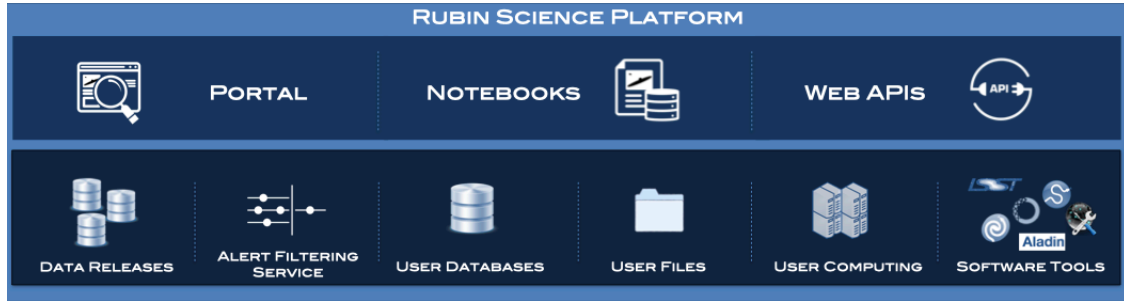 RUBIN SCIENCE PLATFORM
PORTAL
NOTEBOOKS
WEB APIS
API
DATA RELEASES
ALERT FILTERING
SERVICE
USER DATABASES
USER FILES
USER COMPUTING
LSST
Aladin
SOFTWARE TOOLS